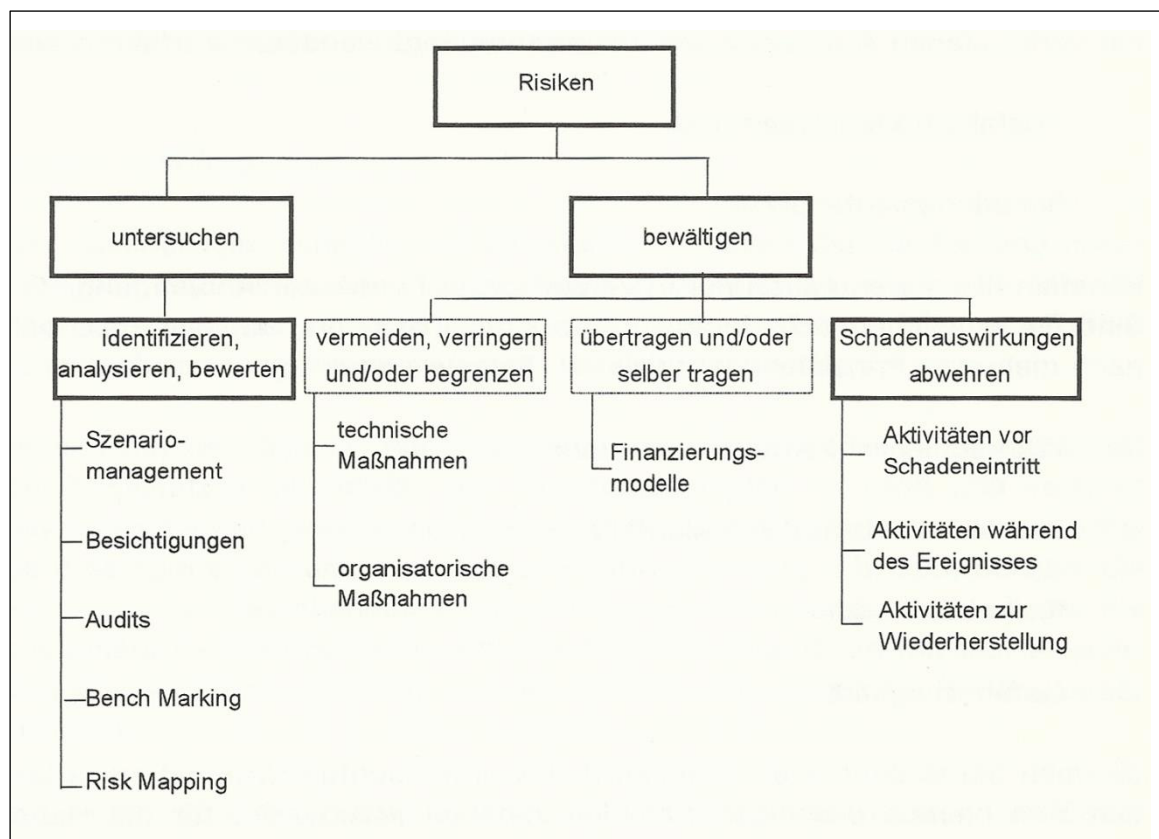 Risiken
untersuchen
bewältigen
identifizieren,
analysieren, bewerten
vermeiden, verringern
und/oder begrenzen
übertragen und/oder
selber tragen
Schadenauswirkungen
abwehren
Szenario-
management
Besichtigungen
Audits
Bench Marking
Risk Mapping
technische
Maßnahmen
organisatorische
Maßnahmen
Finanzierungs-
modelle
Aktivitäten vor
Schadeneintritt
Aktivitäten während
des Ereignisses
Aktivitäten zur
Wiederherstellung